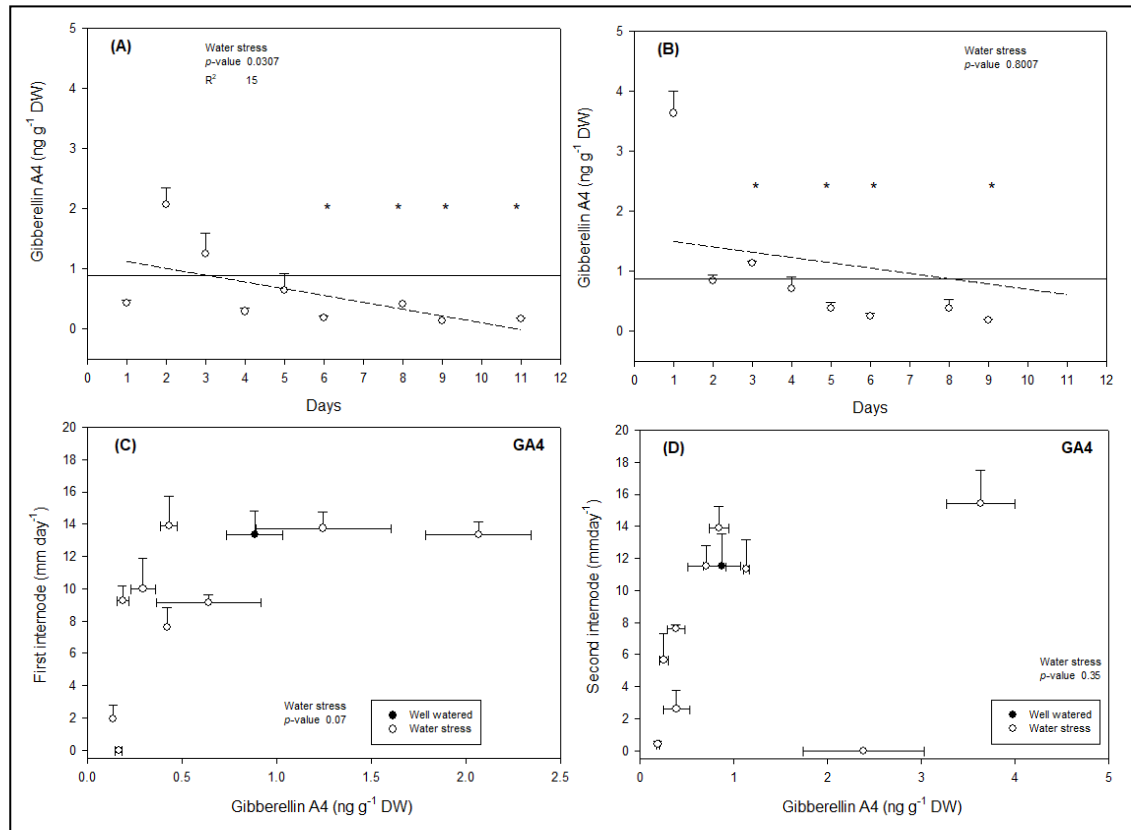 (A)
Water stress
p-value 0.0307
R² 15
Gibberellin A4 (ng g⁻¹ DW)
5
4
3
2
1
0
* * * *
0 1 2 3 4 5 6 7 8 9 10 11 12
Days
(B)
Water stress
p-value 0.8007
Gibberellin A4 (ng g⁻¹ DW)
5
4
3
2
1
0
* * * *
0 1 2 3 4 5 6 7 8 9 10 11 12
Days
(C) GA4
First internode (mm day⁻¹)
20
18
16
14
12
10
8
6
4
2
0
Water stress
p-value 0.07
Well watered
Water stress
0.0 0.5 1.0 1.5 2.0 2.5
Gibberellin A4 (ng g⁻¹ DW)
(D) GA4
Second internode (mmday⁻¹)
20
18
16
14
12
10
8
6
4
2
0
Water stress
p-value 0.35
Well watered
Water stress
0 1 2 3 4 5
Gibberellin A4 (ng g⁻¹ DW)